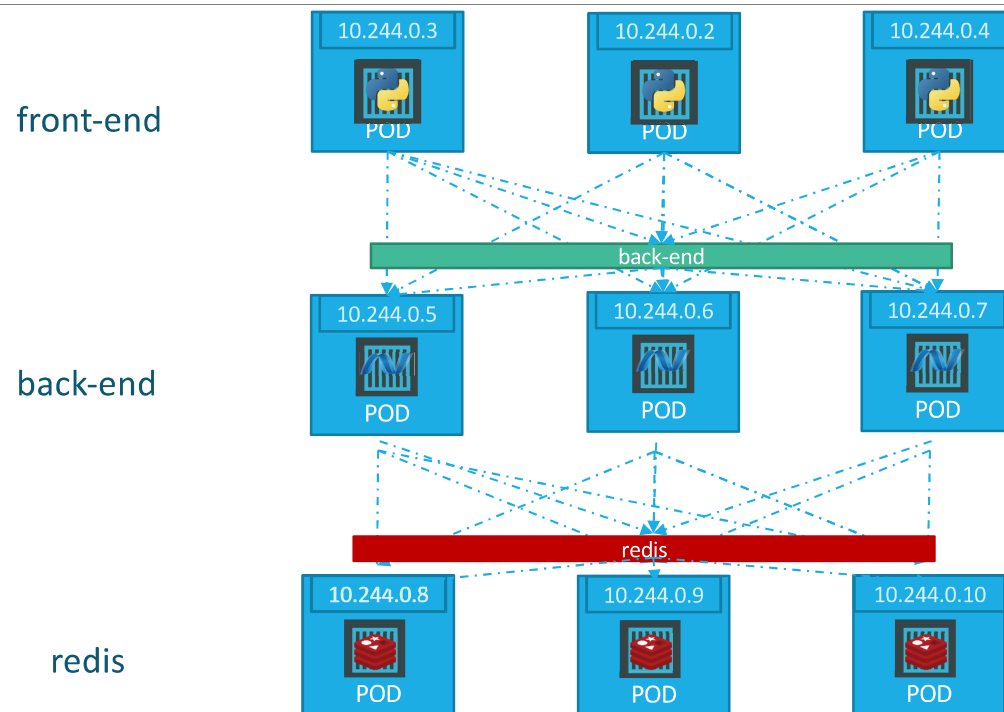 10.244.0.3
10.244.0.2
10.244.0.4
front-end
POD
POD
POD
back-end
10.244.0.5
10.244.0.6
10.244.0.7
back-end
POD
POD
POD
redis
10.244.0.8
10.244.0.9
10.244.0.10
redis
POD
POD
POD